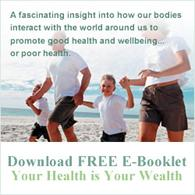 A fascinating insight into how our bodies
interact with the world around us to
promote good health and wellbeing...
or poor health.
Download FREE E-Booklet
Your Health is Your Wealth